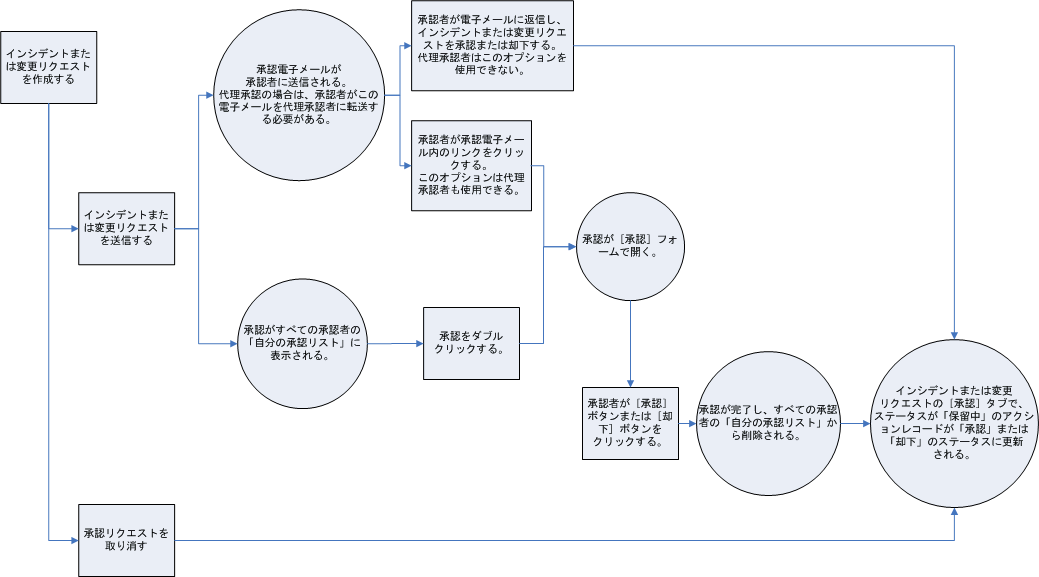 インシデントまた
は変更リクエスト
を作成する
承認電子メールが
承認者に送信される。
代理承認の場合は、承認者がこの
電子メールを代理承認者に転送す
る必要がある。
承認者が電子メールに返信し、
インシデントまたは変更リクエ
ストを承認または却下する。
代理承認者はこのオプションを
使用できない。
承認者が承認電子メー
ル内のリンクをクリッ
クする。
このオプションは代理
承認者も使用できる。
インシデントまた
は変更リクエスト
を送信する
承認が［承認］フォ
ームで開く。
承認がすべての承認者の
「自分の承認リスト」に
表示される。
承認をダブル
クリックする。
承認者が［承認］
ボタンまたは［却
下］ボタンを
クリックする。
承認が完了し、すべての承認
者の「自分の承認リスト」か
ら削除される。
インシデントまたは変更
リクエストの［承認］タブで、
ステータスが「保留中」のアクシ
ョンレコードが「承認」または
「却下」のステータスに更新
される。
承認リクエストを
取り消す